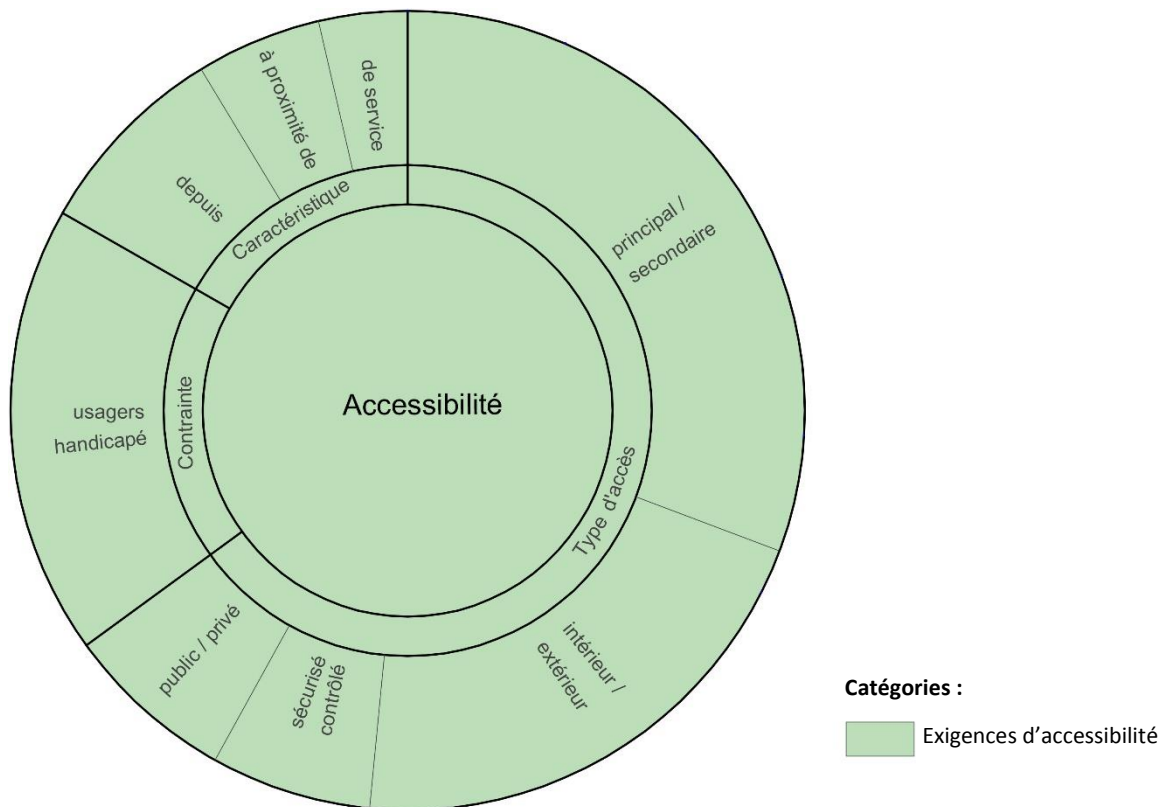 de service
à proximité de
depuis
Caractéristique
principal /
secondaire
usagers
handicapé
Contrainte
Accessibilité
Type d'accès
public / privé
sécurisé
contrôlé
intérieur /
extérieur
Catégories :
Exigences d’accessibilité